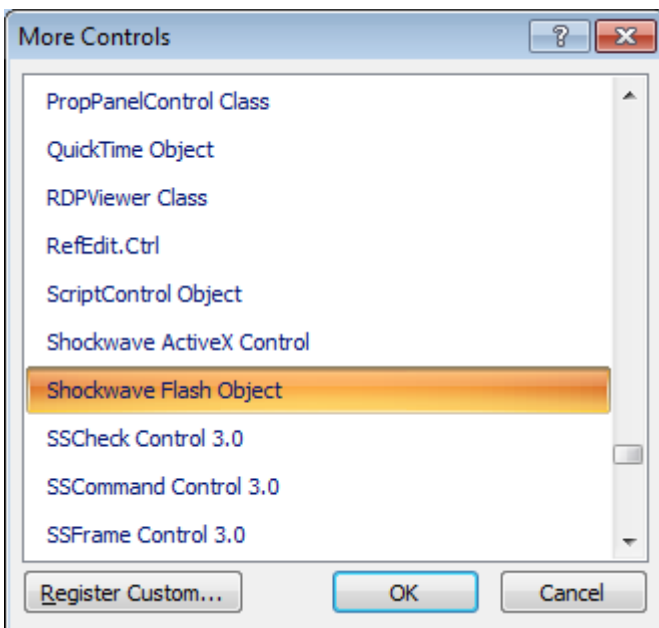 More Controls
PropPanelControl Class
QuickTime Object
RDPViewer Class
RefEdit.Ctrl
ScriptControl Object
Shockwave ActiveX Control
Shockwave Flash Object
SSCheck Control 3.0
SSCommand Control 3.0
SSFrame Control 3.0
Register Custom... OK Cancel